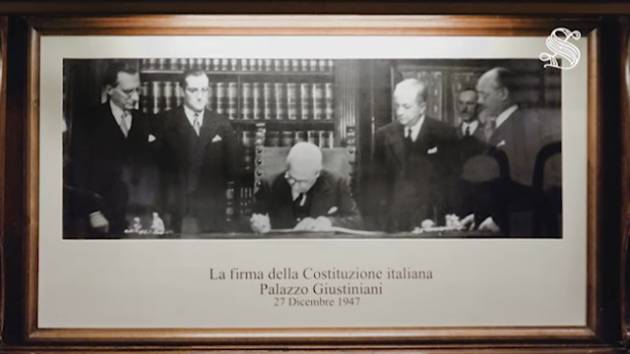 La firma della Costituzione italiana
Palazzo Giustiniani
27 Dicembre 1947